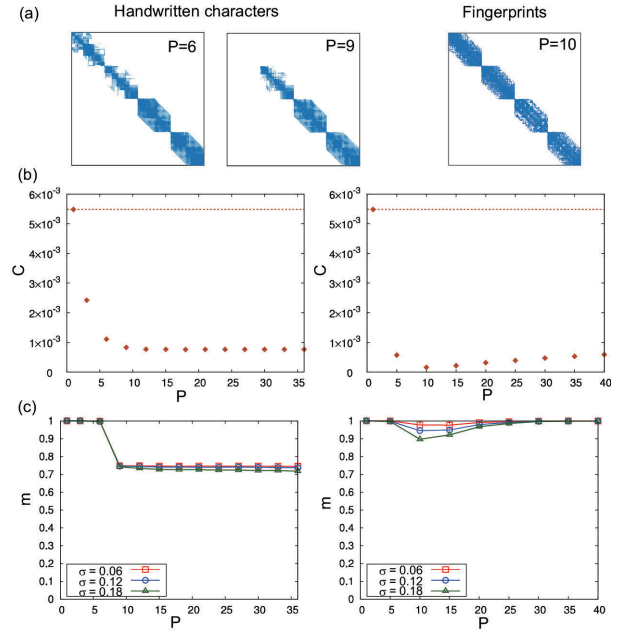 (a) Handwritten characters Fingerprints
P=6 P=9 P=10
(b)
6×10⁻³ 6×10⁻³
5×10⁻³ 5×10⁻³
4×10⁻³ 4×10⁻³
3×10⁻³ 3×10⁻³
C C
2×10⁻³ 2×10⁻³
1×10⁻³ 1×10⁻³
0 0
0 5 10 15 20 25 30 35 0 5 10 15 20 25 30 35 40
P P
(c)
1 1
0.9 0.9
0.8 0.8
0.7 0.7
0.6 0.6
m m
0.5 0.5
0.4 0.4
0.3 0.3
0.2 σ = 0.06 0.2 σ = 0.06
0.1 σ = 0.12 0.1 σ = 0.12
σ = 0.18 σ = 0.18
0 0
0 5 10 15 20 25 30 35 0 5 10 15 20 25 30 35 40
P P